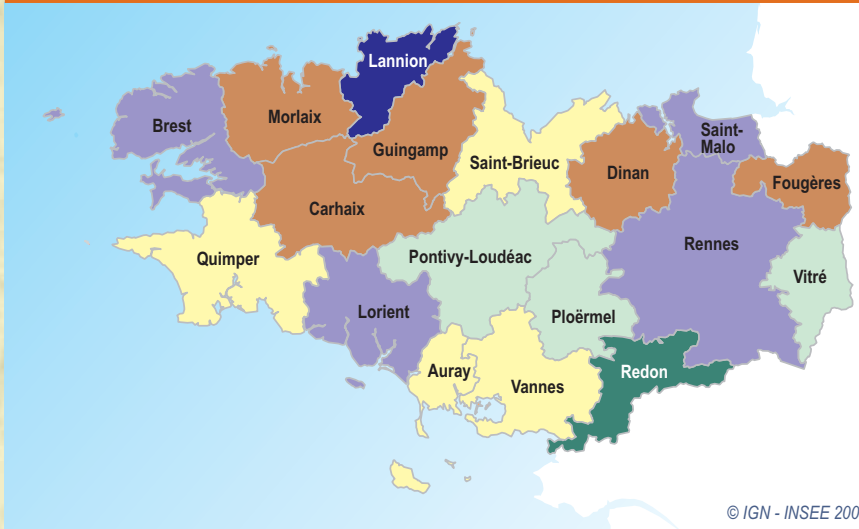 Lannion
Brest
Morlaix
Saint-
Malo
Guingamp
Saint-Brieuc
Dinan
Fougères
Carhaix
Rennes
Quimper
Pontivy-Loudéac
Vitré
Lorient
Ploërmel
Auray
Vannes
Redon
© IGN - INSEE 200